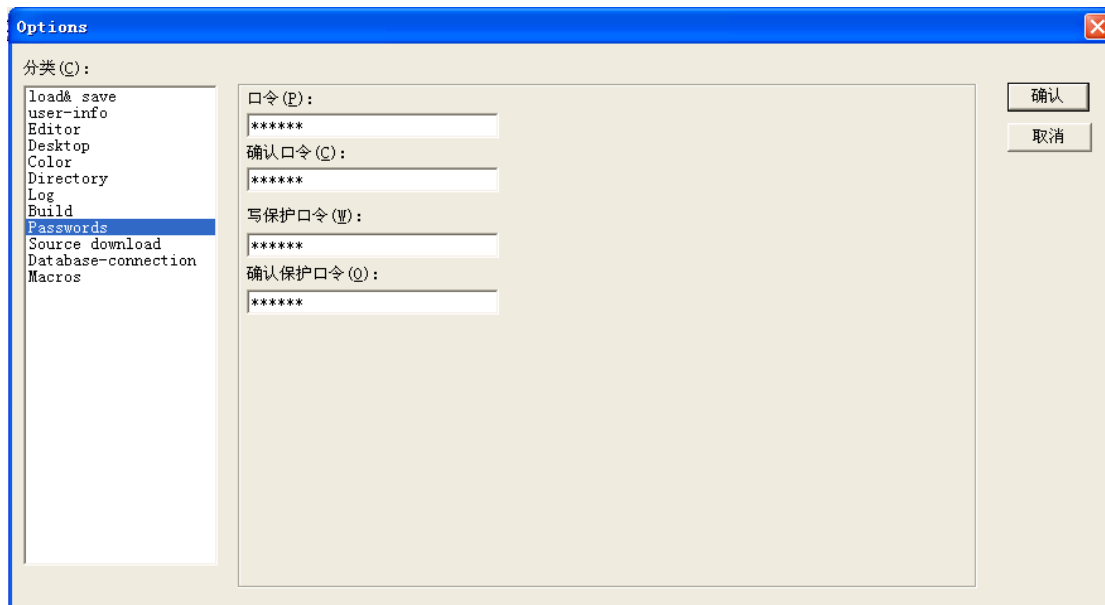 Options
分类(C):
load& save
user-info
Editor
Desktop
Color
Directory
Log
Build
Passwords
Source download
Database-connection
Macros
口令(P):
******
确认口令(C):
******
写保护口令(W):
******
确认保护口令(O):
******
确认
取消